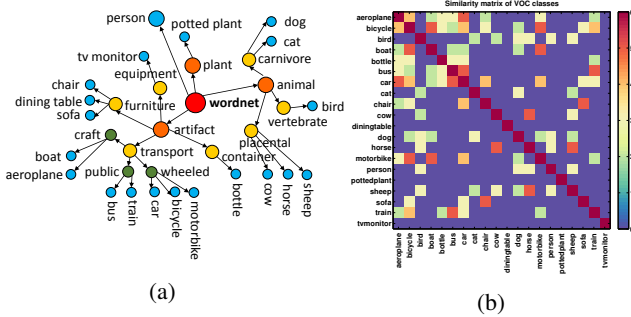 person
potted plant
dog
cat
carnivore
tv monitor
plant
equipment
animal
chair
dining table
sofa
furniture
wordnet
bird
vertebrate
craft
artifact
placental
container
boat
aeroplane
transport
public
wheeled
bus
train
car
bicycle
motorbike
bottle
cow
horse
sheep
(a)
Similarity matrix of VOC classes
aeroplane
bicycle
bird
boat
bottle
bus
car
cat
chair
cow
diningtable
dog
horse
motorbike
person
pottedplant
sheep
sofa
train
tvmonitor
aeroplane
bicycle
bird
boat
bottle
bus
car
cat
chair
cow
diningtable
dog
horse
motorbike
person
pottedplant
sheep
sofa
train
tvmonitor
(b)